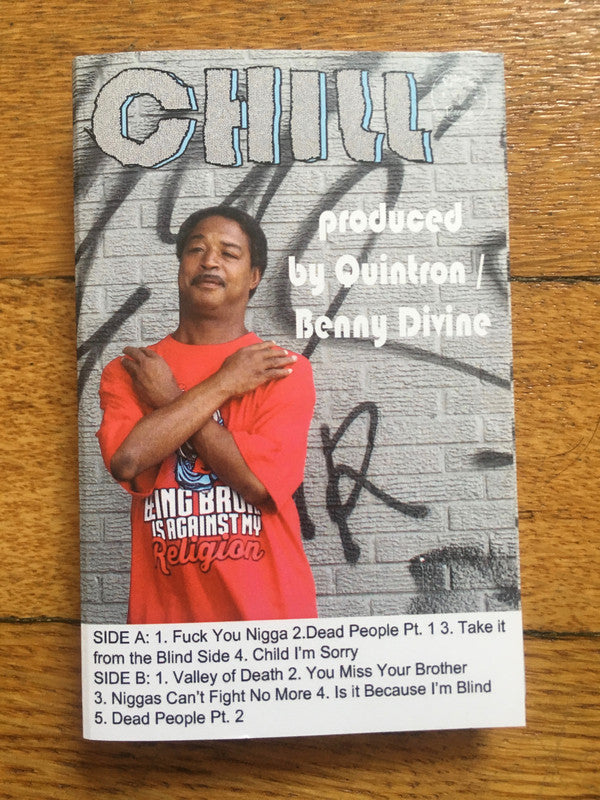 CHILL
produced
by Quintron /
Benny Divine
IS AGAINST MY
Religion
SIDE A: 1. Fuck You Nigga 2.Dead People Pt. 1 3. Take it
from the Blind Side 4. Child I'm Sorry
SIDE B: 1. Valley of Death 2. You Miss Your Brother
3. Niggas Can't Fight No More 4. Is it Because I'm Blind
5. Dead People Pt. 2